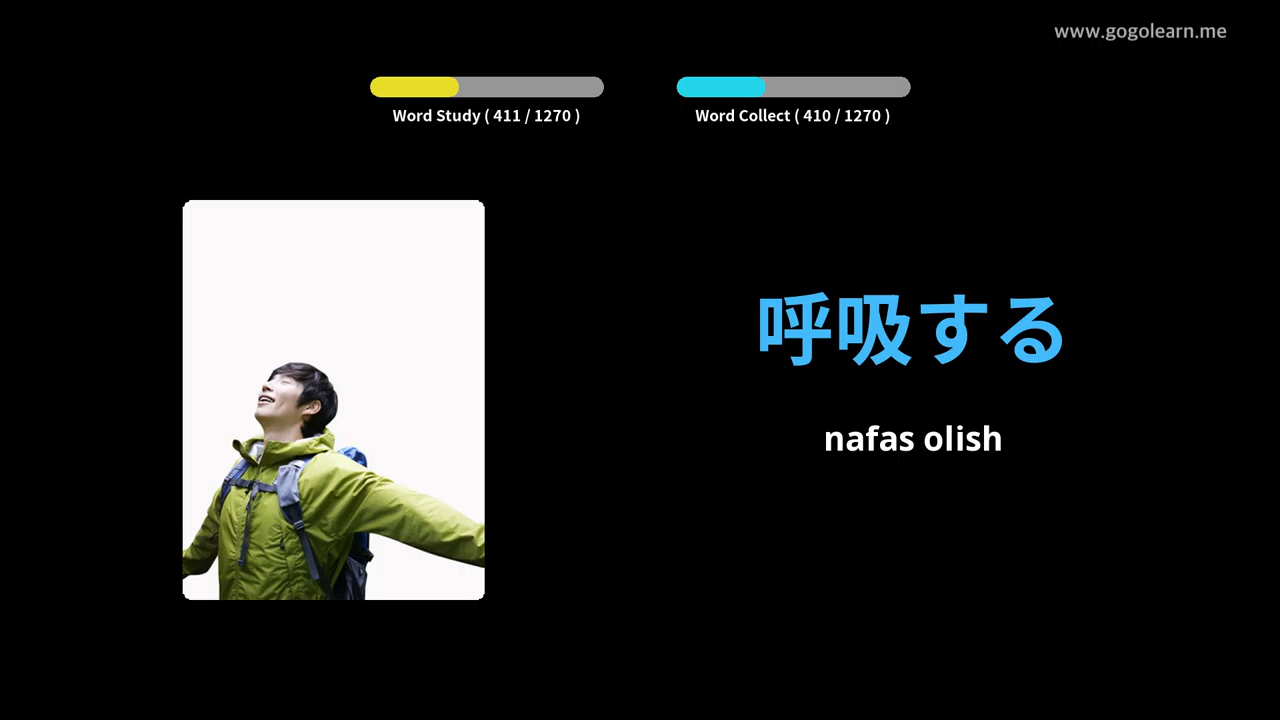 www.gogolearn.me
Word Study ( 411 / 1270 )
Word Collect ( 410 / 1270 )
呼吸する
nafas olish